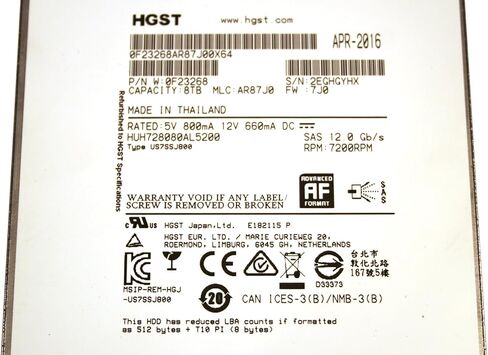 HGST www.hgst.com APR-2016
0F23268AR87J00X64
P/N W:0F23268 S/N:2EGHGYHX
CAPACITY:8TB MLC:AR87J0 FW :7J0
MADE IN THAILAND
RATED:5V 800mA 12V 660mA DC
HUH728080AL5200 SAS 12.0 Gb/s
Type US7SSJ800 RPM:7200RPM
Refurbished to HGST Specifications
ADVANCED
AF
FORMAT
SAS
WARRANTY VOID IF ANY LABEL/
SCREW IS REMOVED OR BROKEN
c RU us HGST Japan,Ltd. E182115 P
HGST EUR. LTD. / MARIE CURIEWEG 20,
ROERMOND, LIMBURG, 6045 GH, NETHERLANDS
台北市
敦化北路
167號5樓
D33373
MSIP-REM-HGJ
-US7SSJ800
20
CAN ICES-3(B)/NMB-3(B)
This HDD has reduced LBA counts if formatted
as 512 bytes + T10 PI (8 bytes)